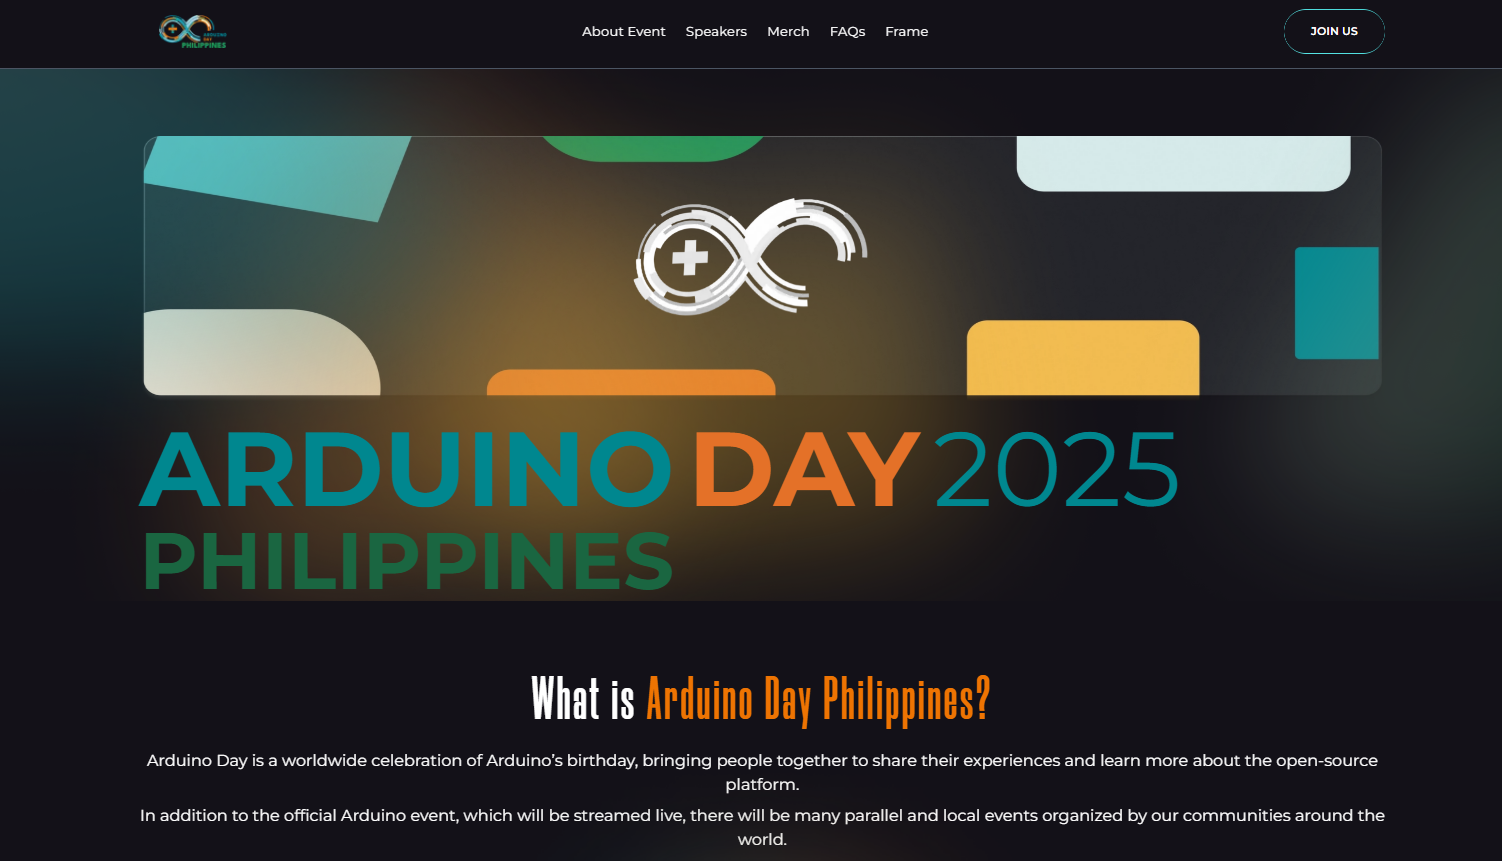 ARDUINO
DAY
PHILIPPINES
About Event Speakers Merch FAQs Frame
JOIN US
ARDUINO DAY 2025
PHILIPPINES
What is Arduino Day Philippines?
Arduino Day is a worldwide celebration of Arduino’s birthday, bringing people together to share their experiences and learn more about the open-source
platform.
In addition to the official Arduino event, which will be streamed live, there will be many parallel and local events organized by our communities around the
world.